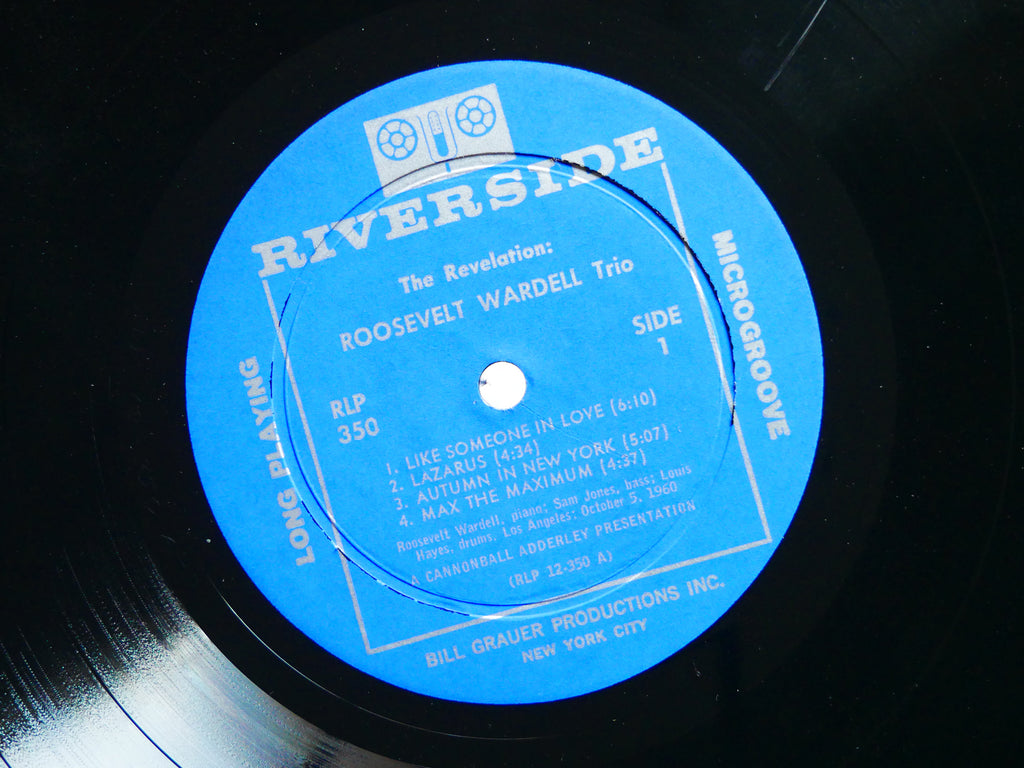 RIVERSIDE
The Revelation:
ROOSEVELT WARDELL Trio
SIDE
1
RLP
350
LONG PLAYING
MICROGROOVE
1. LIKE SOMEONE IN LOVE (6:10)
2. LAZARUS (4:34)
3. AUTUMN IN NEW YORK (5:07)
4. MAX THE MAXIMUM (4:37)
Roosevelt Wardell, piano; Sam Jones, bass; Louis
Hayes, drums. Los Angeles; October 5, 1960
A CANNONBALL ADDERLEY PRESENTATION
(RLP 12-350 A)
BILL GRAUER PRODUCTIONS INC.
NEW YORK CITY